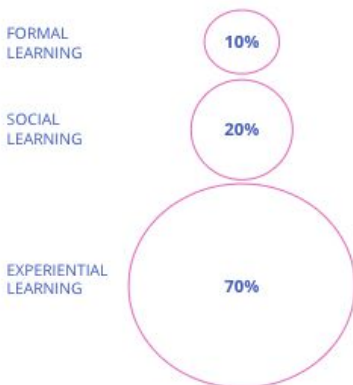 FORMAL
LEARNING
10%
SOCIAL
LEARNING
20%
EXPERIENTIAL
LEARNING
70%